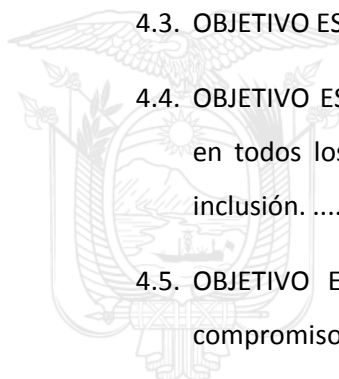 4.3. OBJETIVO ES
4.4. OBJETIVO ES
en todos los
inclusión. ....
4.5. OBJETIVO E
compromiso